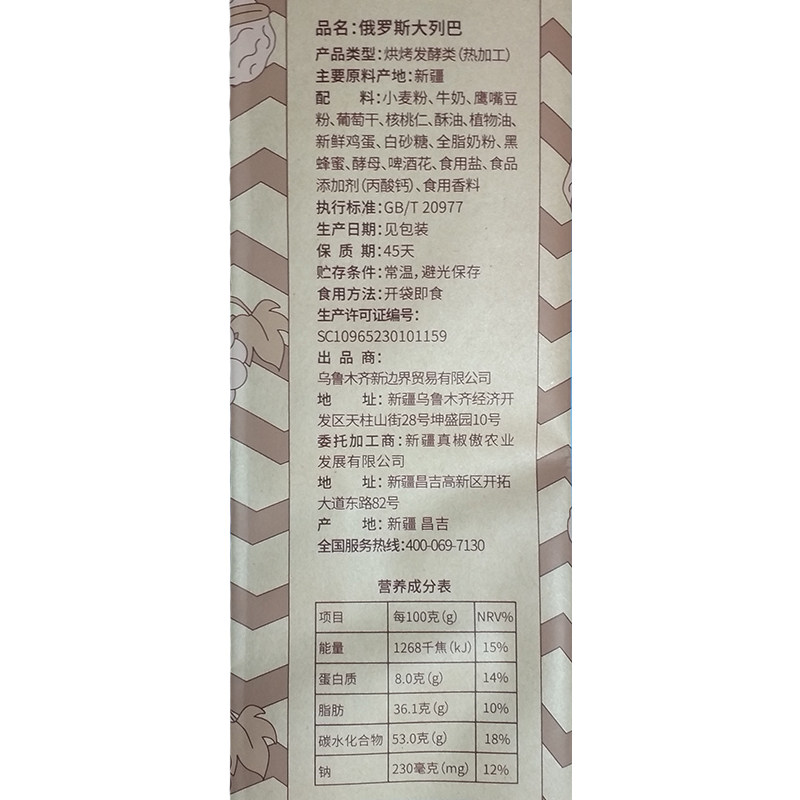 品名：俄罗斯大列巴
产品类型：烘烤发酵类（热加工）
主要原料产地：新疆
配 料：小麦粉、牛奶、鹰嘴豆
粉、葡萄干、核桃仁、酥油、植物油、
新鲜鸡蛋、白砂糖、全脂奶粉、黑
蜂蜜、酵母、啤酒花、食用盐、食品
添加剂（丙酸钙）、食用香料
执行标准：GB/T 20977
生产日期：见包装
保 质 期：45天
贮存条件：常温，避光保存
食用方法：开袋即食
生产许可证编号：
SC10965230101159
出 品 商：
乌鲁木齐新边界贸易有限公司
地 址：新疆乌鲁木齐经济开
发区天柱山街28号坤盛园10号
委托加工商：新疆真椒傲农业
发展有限公司
地 址：新疆昌吉高新区开拓
大道东路82号
产 地：新疆 昌吉
全国服务热线：400-069-7130
营养成分表
项目 每100克（g） NRV%
能量 1268千焦（kJ） 15%
蛋白质 8.0克（g） 14%
脂肪 36.1克（g） 10%
碳水化合物 53.0克（g） 18%
钠 230毫克（mg） 12%